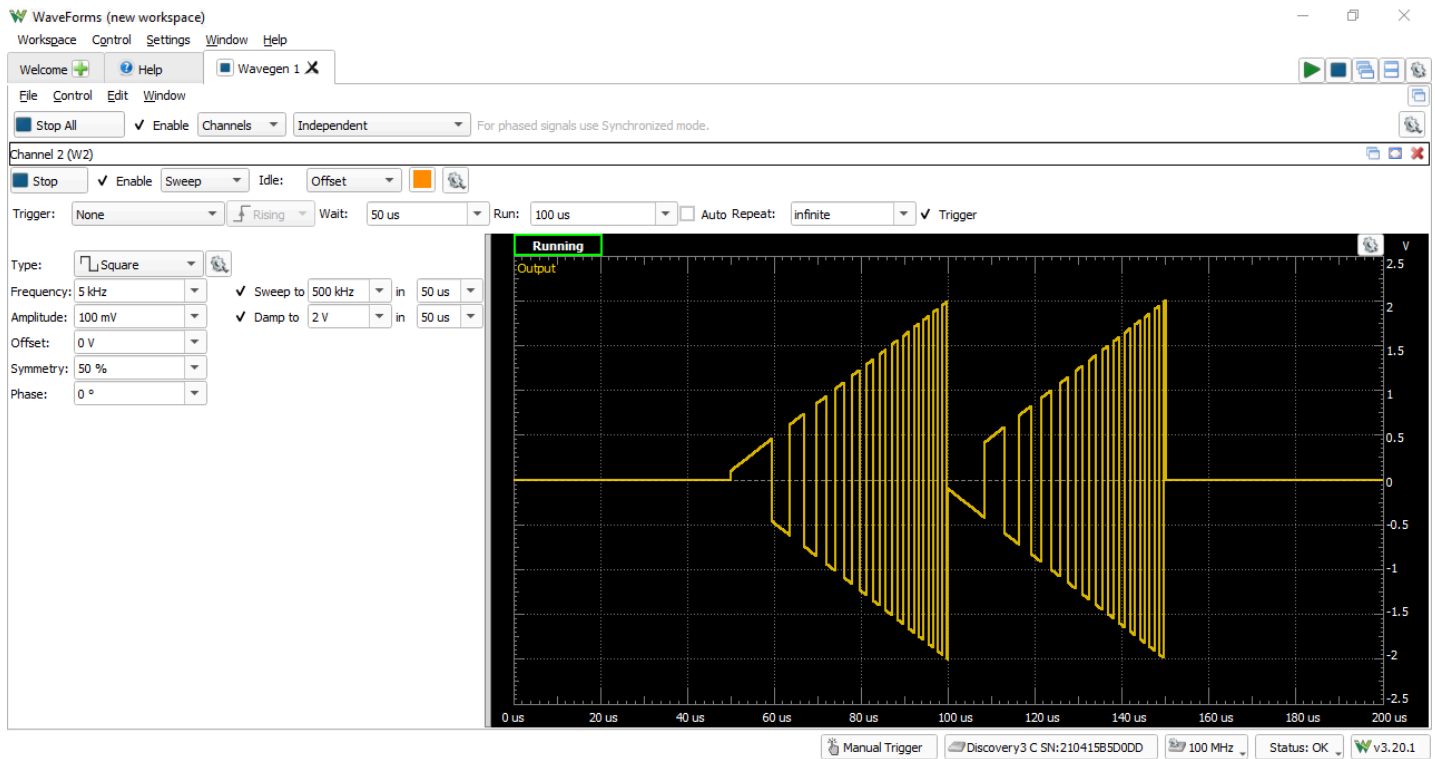 WaveForms (new workspace)
Workspace Control Settings Window Help
Welcome Help Wavegen 1
File Control Edit Window
Stop All Enable Channels Independent For phased signals use Synchronized mode.
Channel 2 (W2)
Stop Enable Sweep Idle: Offset
Trigger: None Rising Wait: 50 us Run: 100 us Auto Repeat: infinite Trigger
Running V
Type: Square
Output
Frequency: 5 kHz Sweep to 500 kHz in 50 us
Amplitude: 100 mV Damp to 2 V in 50 us
Offset: 0 V
Symmetry: 50 %
Phase: 0 °
2.5
2
1.5
1
0.5
0
-0.5
-1
-1.5
-2
-2.5
0 us 20 us 40 us 60 us 80 us 100 us 120 us 140 us 160 us 180 us 200 us
Manual Trigger Discovery3 C SN:210415B5D0DD 100 MHz Status: OK v3.20.1